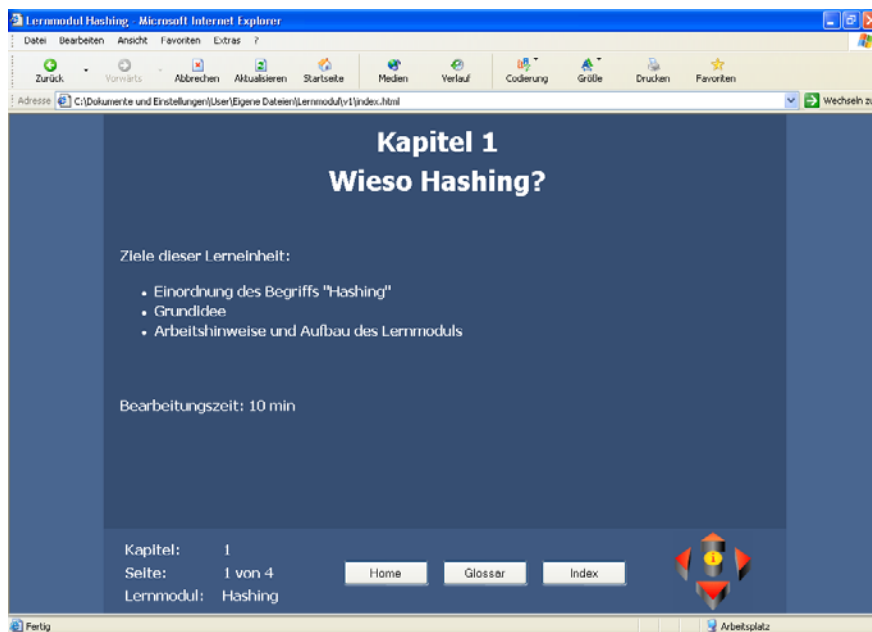 Lernmodul Hashing - Microsoft Internet Explorer
Datei Bearbeiten Ansicht Favoriten Extras ?
Zurück Vorwärts Abbrechen Aktualisieren Startseite Medien Verlauf Codierung Größe Drucken Favoriten
Adresse C:\Dokumente und Einstellungen\User\Eigene Dateien\Lernmodul\v1\index.html Wechseln zu
Kapitel 1
Wieso Hashing?
Ziele dieser Lerneinheit:
• Einordnung des Begriffs "Hashing"
• Grundidee
• Arbeitshinweise und Aufbau des Lernmoduls
Bearbeitungszeit: 10 min
Kapitel: 1
Seite: 1 von 4
Home Glossar Index
Lernmodul: Hashing
Fertig Arbeitsplatz